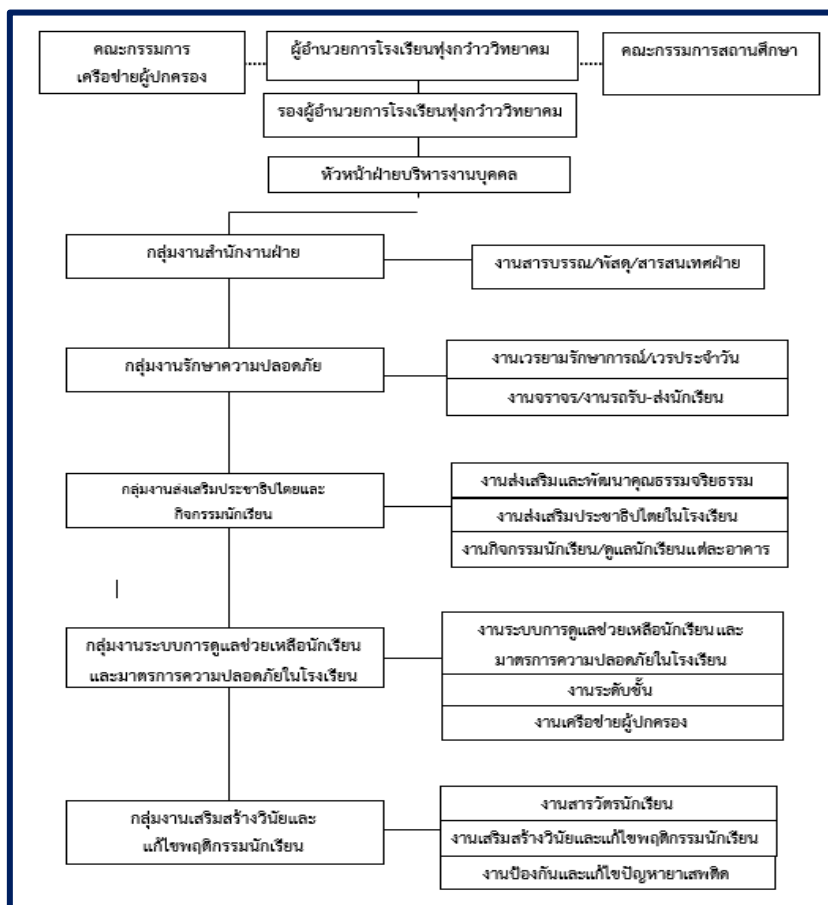 คณะกรรมการ
เครือข่ายผู้ปกครอง
ผู้อำนวยการโรงเรียนทุ่งกว๋าววิทยาคม
คณะกรรมการสถานศึกษา
รองผู้อำนวยการโรงเรียนทุ่งกว๋าววิทยาคม
หัวหน้าฝ่ายบริหารงานบุคคล
กลุ่มงานสำนักงานฝ่าย
งานสารบรรณ/พัสดุ/สารสนเทศฝ่าย
กลุ่มงานรักษาความปลอดภัย
งานเวรยามรักษาการณ์/เวรประจำวัน
งานจราจร/งานรถรับ-ส่งนักเรียน
กลุ่มงานส่งเสริมประชาธิปไตยและ
กิจกรรมนักเรียน
งานส่งเสริมและพัฒนาคุณธรรมจริยธรรม
งานส่งเสริมประชาธิปไตยในโรงเรียน
งานกิจกรรมนักเรียน/ดูแลนักเรียนแต่ละอาคาร
กลุ่มงานระบบการดูแลช่วยเหลือนักเรียน
และมาตรการความปลอดภัยในโรงเรียน
งานระบบการดูแลช่วยเหลือนักเรียนและ
มาตรการความปลอดภัยในโรงเรียน
งานระดับชั้น
งานเครือข่ายผู้ปกครอง
กลุ่มงานเสริมสร้างวินัยและ
แก้ไขพฤติกรรมนักเรียน
งานสารวัตรนักเรียน
งานเสริมสร้างวินัยและแก้ไขพฤติกรรมนักเรียน
งานป้องกันและแก้ไขปัญหายาเสพติด